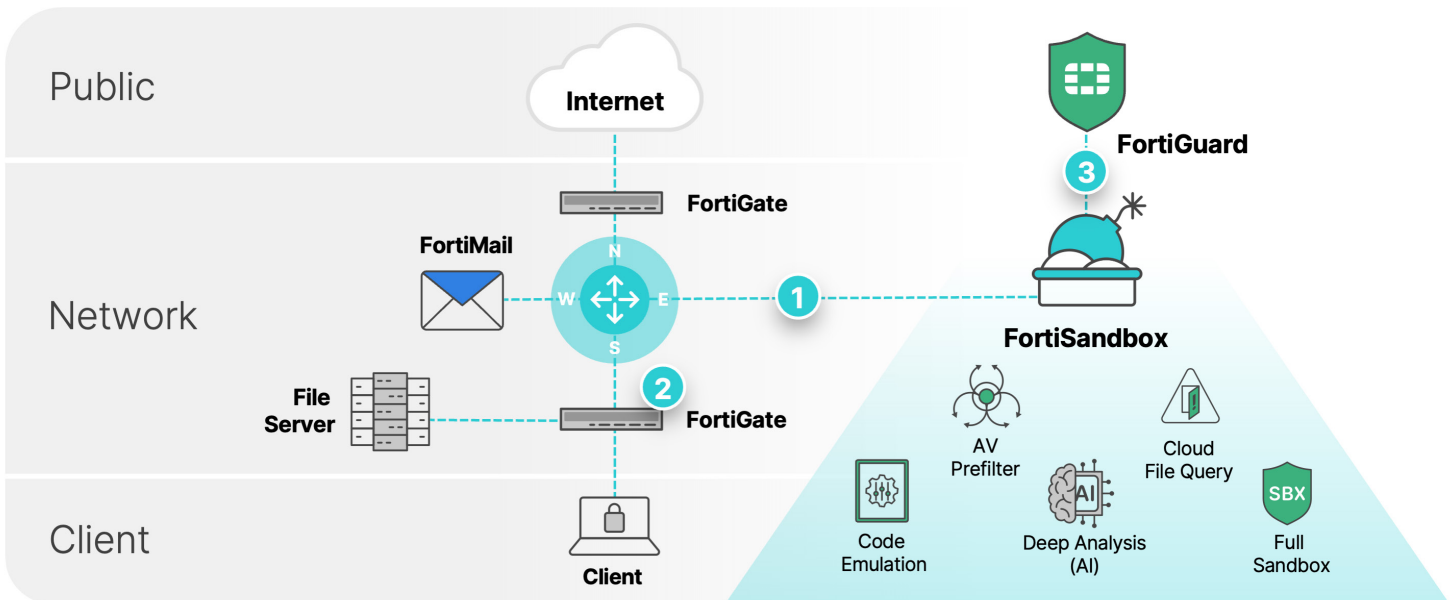 Public
Internet
FortiGuard
3
Network
FortiGate
FortiMail
N
W
E
S
1
FortiSandbox
2
File
Server
FortiGate
AV
Prefilter
Cloud
File Query
AI
SBX
Code
Emulation
Deep Analysis
(AI)
Full
Sandbox
Client
Client